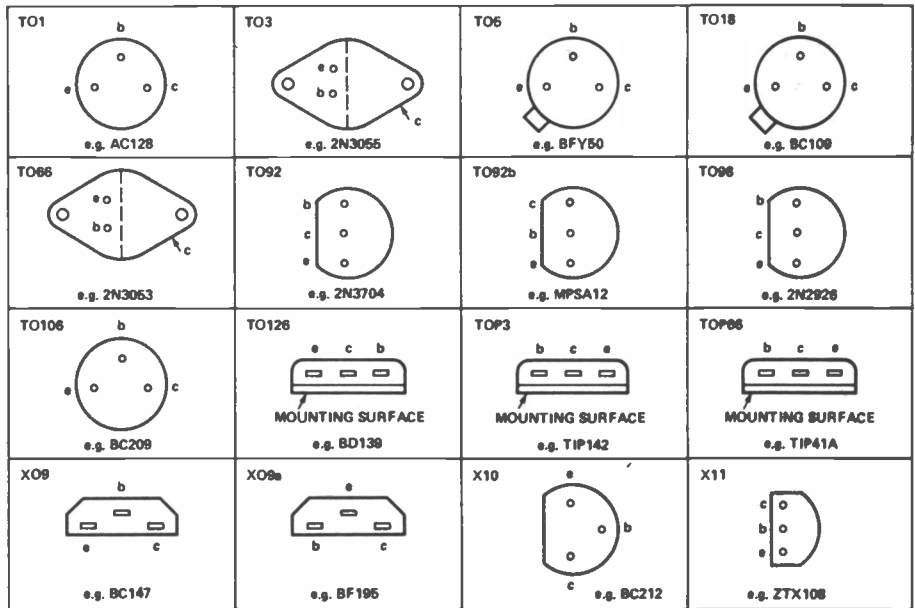 TO1
b
e
c
e.g. AC128
TO3
e
b
c
e.g. 2N3055
TO5
b
e
c
e.g. BFY50
TO18
b
e
c
e.g. BC109
TO66
e
b
c
e.g. 2N3053
TO92
b
c
e
e.g. 2N3704
TO92b
c
b
e
e.g. MPSA12
TO98
b
c
e
e.g. 2N2926
TO106
b
e
c
e.g. BC209
TO126
e c b
MOUNTING SURFACE
e.g. BD139
TOP3
b c e
MOUNTING SURFACE
e.g. TIP142
TOP66
b c e
MOUNTING SURFACE
e.g. TIP41A
XO9
b
e c
e.g. BC147
XO9a
e
b c
e.g. BF195
X10
e
b
c
e.g. BC212
X11
c
b
e
e.g. ZTX108